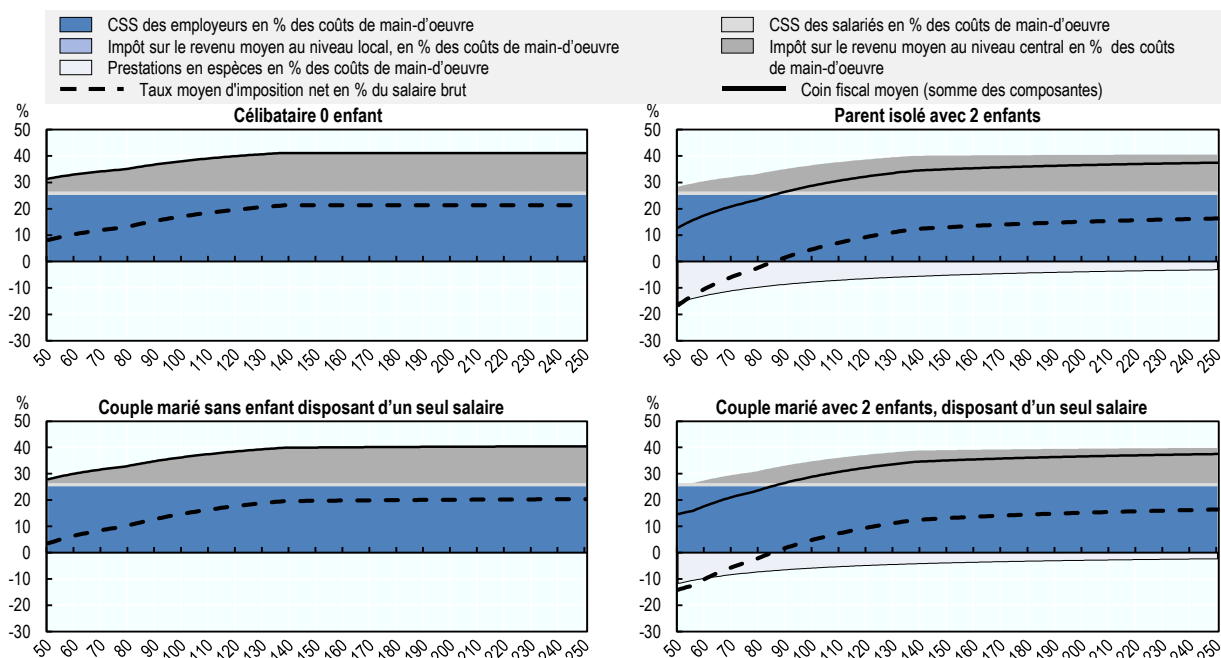 CSS des employeurs en % des coûts de main-d'oeuvre
CSS des salariés en % des coûts de main-d'oeuvre
Impôt sur le revenu moyen au niveau local, en % des coûts de main-d'oeuvre
Impôt sur le revenu moyen au niveau central en % des coûts
de main-d'oeuvre
Prestations en espèces en % des coûts de main-d'oeuvre
Taux moyen d'imposition net en % du salaire brut
Coin fiscal moyen (somme des composantes)
%
Célibataire 0 enfant
50
40
30
20
10
0
-10
-20
-30
50 60 70 80 90 100 110 120 130 140 150 160 170 180 190 200 210 220 230 240 250
%
Parent isolé avec 2 enfants
50
40
30
20
10
0
-10
-20
-30
50 60 70 80 90 100 110 120 130 140 150 160 170 180 190 200 210 220 230 240 250
%
Couple marié sans enfant disposant d’un seul salaire
50
40
30
20
10
0
-10
-20
-30
50 60 70 80 90 100 110 120 130 140 150 160 170 180 190 200 210 220 230 240 250
%
Couple marié avec 2 enfants, disposant d’un seul salaire
50
40
30
20
10
0
-10
-20
-30
50 60 70 80 90 100 110 120 130 140 150 160 170 180 190 200 210 220 230 240 250